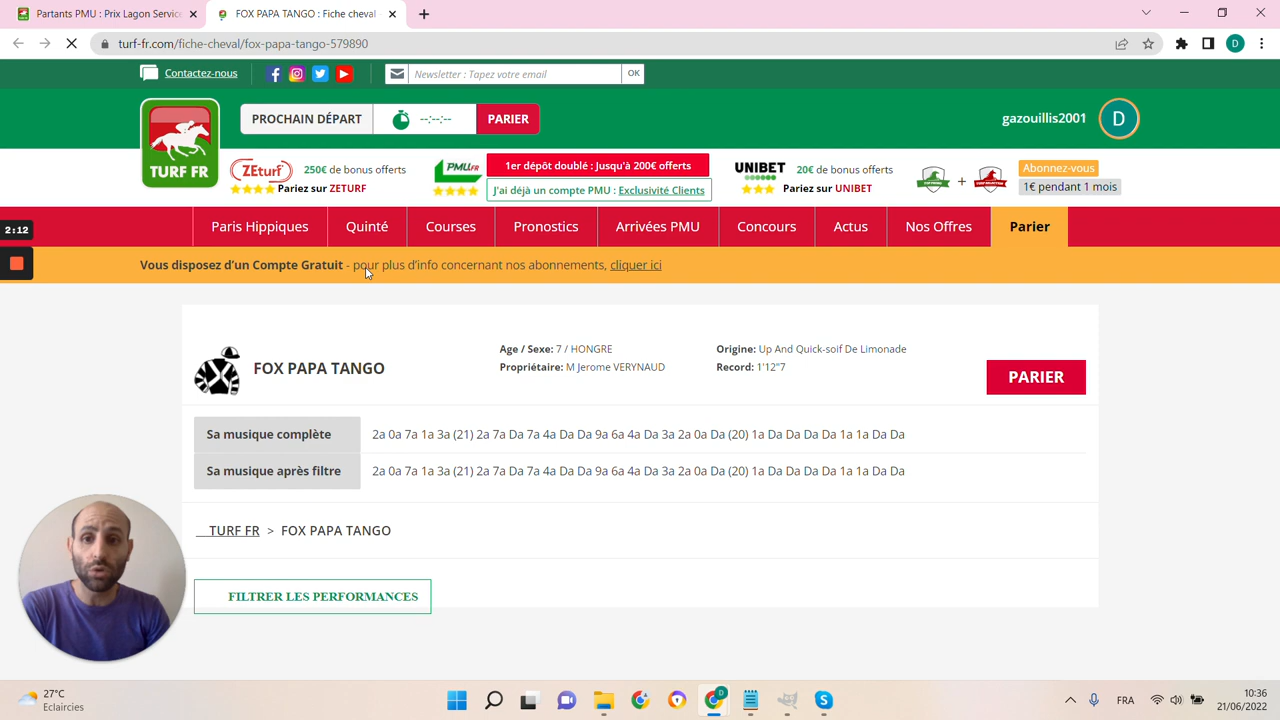 Partants PMU : Prix Lagon Service
FOX PAPA TANGO : Fiche cheval
turf-fr.com/fiche-cheval/fox-papa-tango-579890
D
Contactez-nous
Newsletter : Tapez votre email
OK
TURF FR
PROCHAIN DÉPART
--:--:--
PARIER
gazouillis2001
D
ZEturf
250€ de bonus offerts
Pariez sur ZETURF
PMU.FR
1er dépôt doublé : Jusqu'à 200€ offerts
J'ai déjà un compte PMU : Exclusivité Clients
UNIBET
20€ de bonus offerts
Pariez sur UNIBET
+
Abonnez-vous
1€ pendant 1 mois
2:12
Paris Hippiques
Quinté
Courses
Pronostics
Arrivées PMU
Concours
Actus
Nos Offres
Parier
Vous disposez d'un Compte Gratuit - pour plus d'info concernant nos abonnements, cliquer ici
FOX PAPA TANGO
Age / Sexe: 7 / HONGRE
Propriétaire: M Jerome VERYNAUD
Origine: Up And Quick-soif De Limonade
Record: 1'12"7
PARIER
Sa musique complète
2a 0a 7a 1a 3a (21) 2a 7a Da 7a 4a Da Da 9a 6a 4a Da 3a 2a 0a Da (20) 1a Da Da Da Da 1a 1a Da Da
Sa musique après filtre
2a 0a 7a 1a 3a (21) 2a 7a Da 7a 4a Da Da 9a 6a 4a Da 3a 2a 0a Da (20) 1a Da Da Da Da 1a 1a Da Da
TURF FR > FOX PAPA TANGO
FILTRER LES PERFORMANCES
27°C
Eclaircies
D
FRA
10:36
21/06/2022